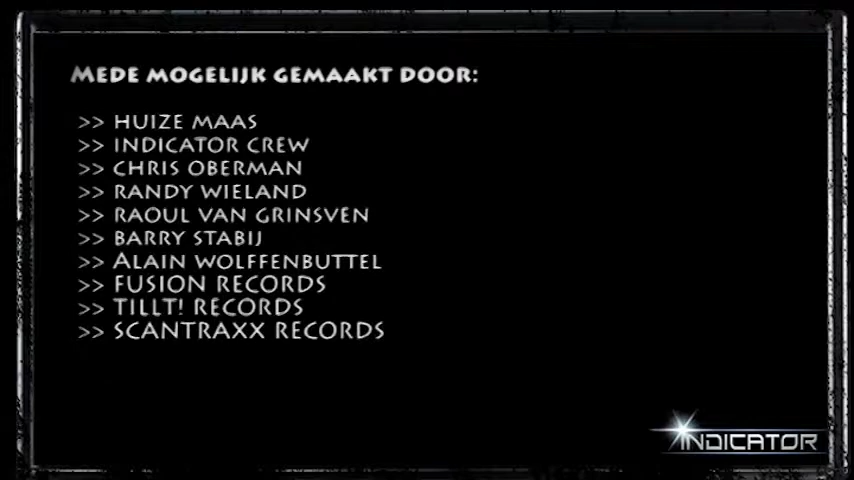 MEDE MOGELIJK GEMAAKT DOOR:
>> HUIZE MAAS
>> INDICATOR CREW
>> CHRIS OBERMAN
>> RANDY WIELAND
>> RAOUL VAN GRINSVEN
>> BARRY STABIJ
>> ALAIN WOLFFENBUTTEL
>> FUSION RECORDS
>> TILLT! RECORDS
>> SCANTRAXX RECORDS
INDICATOR